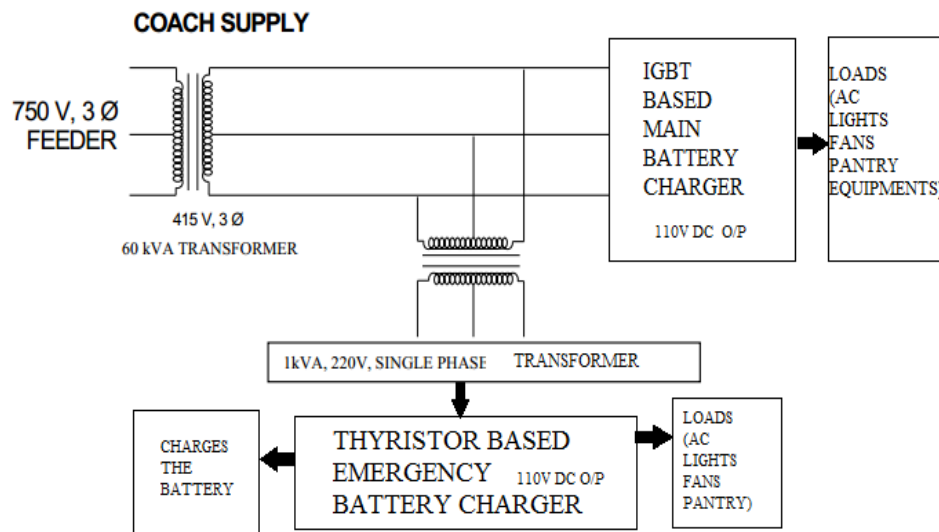 COACH SUPPLY
750 V, 3 Ø
FEEDER
415 V, 3 Ø
60 kVA TRANSFORMER
IGBT
BASED
MAIN
BATTERY
CHARGER
110V DC O/P
LOADS
(AC
LIGHTS
FANS
PANTRY
EQUIPMENTS)
1kVA, 220V, SINGLE PHASE TRANSFORMER
CHARGES
THE
BATTERY
THYRISTOR BASED
EMERGENCY 110V DC O/P
BATTERY CHARGER
LOADS
(AC
LIGHTS
FANS
PANTRY)